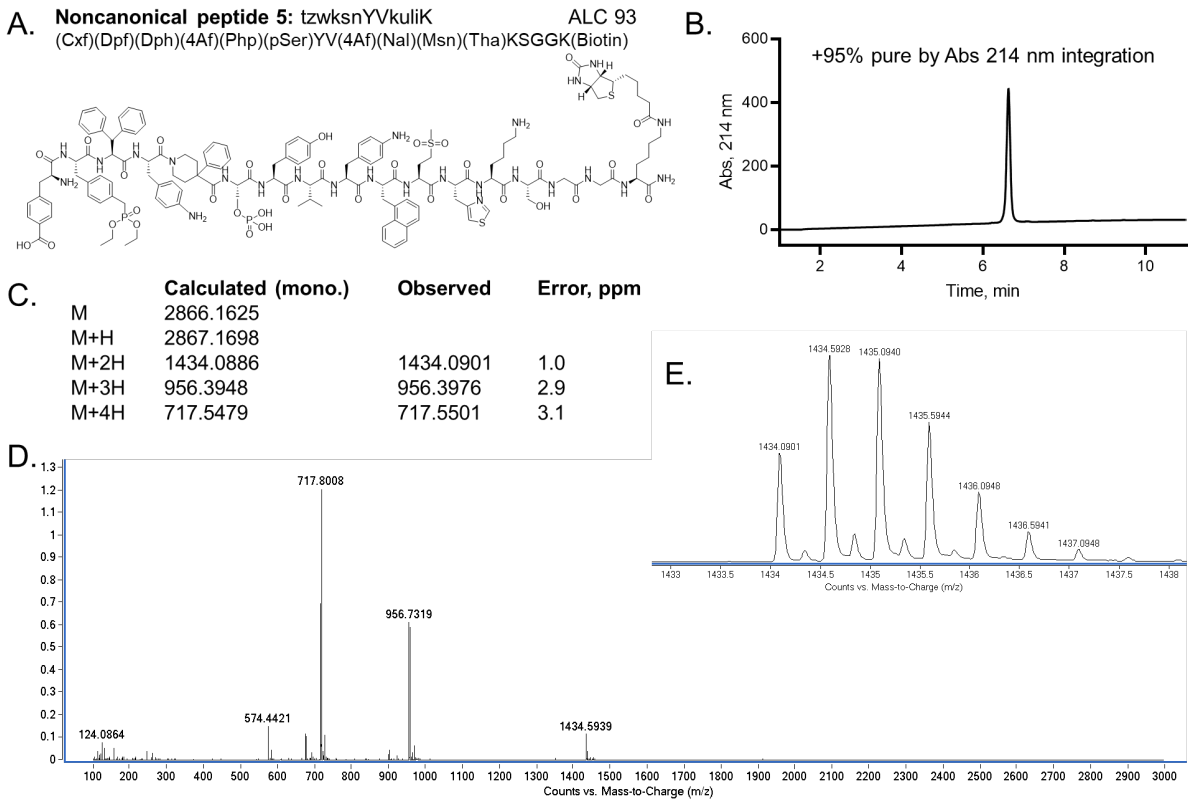 A.
Noncanonical peptide 5: tzwksnYVkuliK ALC 93
(Cxf)(Dpf)(Dph)(4Af)(Php)(pSer)YV(4Af)(Nal)(Msn)(Tha)KSGGK(Biotin)
B.
+95% pure by Abs 214 nm integration
Abs, 214 nm
600
400
200
0
2 4 6 8 10
Time, min
C.
Calculated (mono.) Observed Error, ppm
M 2866.1625
M+H 2867.1698
M+2H 1434.0886 1434.0901 1.0
M+3H 956.3948 956.3976 2.9
M+4H 717.5479 717.5501 3.1
D.
1.3
1.2
1.1
1
0.9
0.8
0.7
0.6
0.5
0.4
0.3
0.2
0.1
0
124.0864
574.4421
717.8008
956.7319
1434.5939
100 200 300 400 500 600 700 800 900 1000 1100 1200 1300 1400 1500 1600 1700 1800 1900 2000 2100 2200 2300 2400 2500 2600 2700 2800 2900 3000
Counts vs. Mass-to-Charge (m/z)
E.
1434.0901
1434.5928
1435.0940
1435.5944
1436.0948
1436.5941
1437.0948
1433 1433.5 1434 1434.5 1435 1435.5 1436 1436.5 1437 1437.5 1438
Counts vs. Mass-to-Charge (m/z)